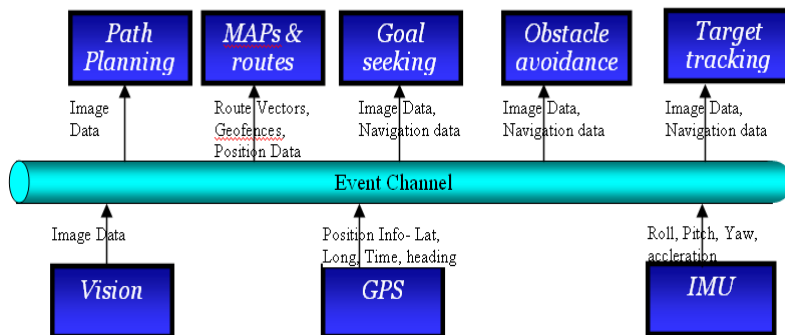 Path
Planning
MAPs &
routes
Goal
seeking
Obstacle
avoidance
Target
tracking
Image
Data
Route Vectors,
Geofences,
Position Data
Image Data,
Navigation data
Image Data,
Navigation data
Image Data,
Navigation data
Event Channel
Image Data
Position Info- Lat,
Long, Time, heading
Roll, Pitch, Yaw,
accleration
Vision
GPS
IMU